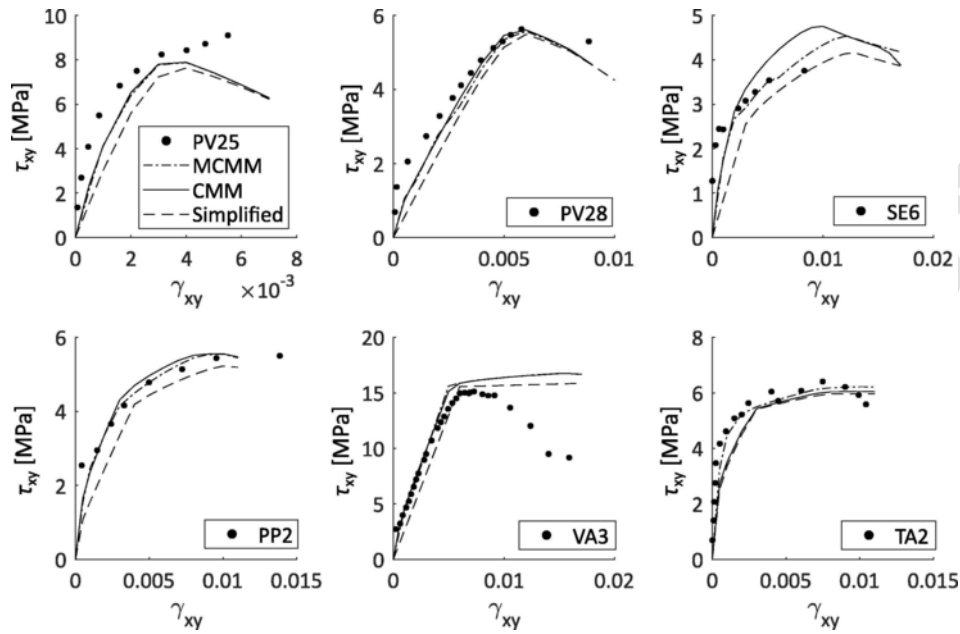 τxy [MPa]
10
8
6
4
2
0
PV25
MCMM
CMM
Simplified
0 2 4 6 8
γxy ×10⁻³
τxy [MPa]
6
4
2
0
PV28
0 0.005 0.01
γxy
τxy [MPa]
5
4
3
2
1
0
SE6
0 0.01 0.02
γxy
τxy [MPa]
6
4
2
0
PP2
0 0.005 0.01 0.015
γxy
τxy [MPa]
20
15
10
5
0
VA3
0 0.01 0.02
γxy
τxy [MPa]
8
6
4
2
0
TA2
0 0.005 0.01 0.015
γxy